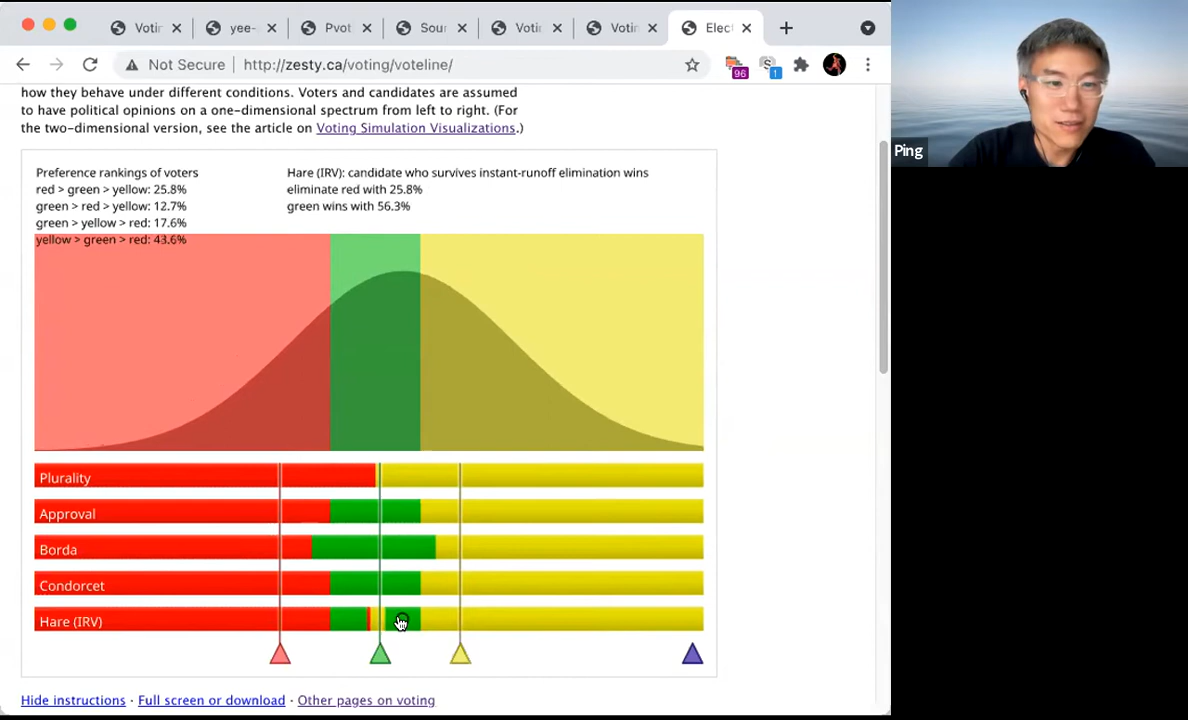 Votin
yee-
Pvot
Sour
Votin
Votin
Elect
Not Secure
http://zesty.ca/voting/voteline/
96
S
1
how they behave under different conditions. Voters and candidates are assumed
to have political opinions on a one-dimensional spectrum from left to right. (For
the two-dimensional version, see the article on Voting Simulation Visualizations.)
Preference rankings of voters
red > green > yellow: 25.8%
green > red > yellow: 12.7%
green > yellow > red: 17.6%
yellow > green > red: 43.6%
Hare (IRV): candidate who survives instant-runoff elimination wins
eliminate red with 25.8%
green wins with 56.3%
Plurality
Approval
Borda
Condorcet
Hare (IRV)
Hide instructions · Full screen or download · Other pages on voting
Ping